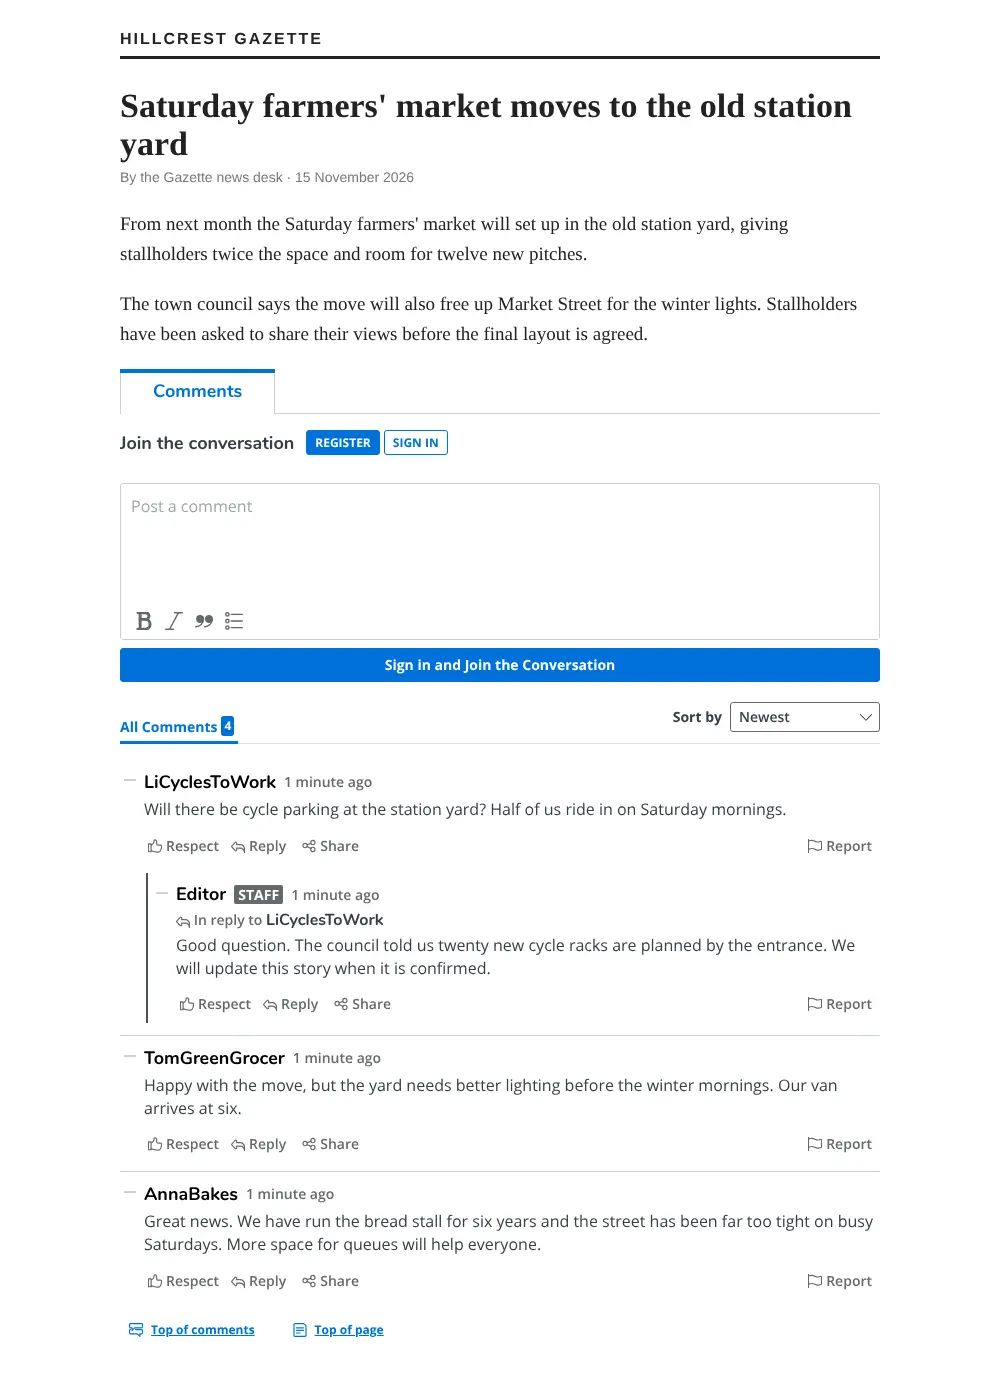 HILLCREST GAZETTE
Saturday farmers' market moves to the old station
yard
By the Gazette news desk · 15 November 2026
From next month the Saturday farmers' market will set up in the old station yard, giving
stallholders twice the space and room for twelve new pitches.
The town council says the move will also free up Market Street for the winter lights. Stallholders
have been asked to share their views before the final layout is agreed.
Comments
Join the conversation REGISTER SIGN IN
Post a comment
Sign in and Join the Conversation
All Comments 4 Sort by Newest
LiCyclesToWork 1 minute ago
Will there be cycle parking at the station yard? Half of us ride in on Saturday mornings.
Respect Reply Share Report
Editor STAFF 1 minute ago
In reply to LiCyclesToWork
Good question. The council told us twenty new cycle racks are planned by the entrance. We
will update this story when it is confirmed.
Respect Reply Share Report
TomGreenGrocer 1 minute ago
Happy with the move, but the yard needs better lighting before the winter mornings. Our van
arrives at six.
Respect Reply Share Report
AnnaBakes 1 minute ago
Great news. We have run the bread stall for six years and the street has been far too tight on busy
Saturdays. More space for queues will help everyone.
Respect Reply Share Report
Top of comments Top of page